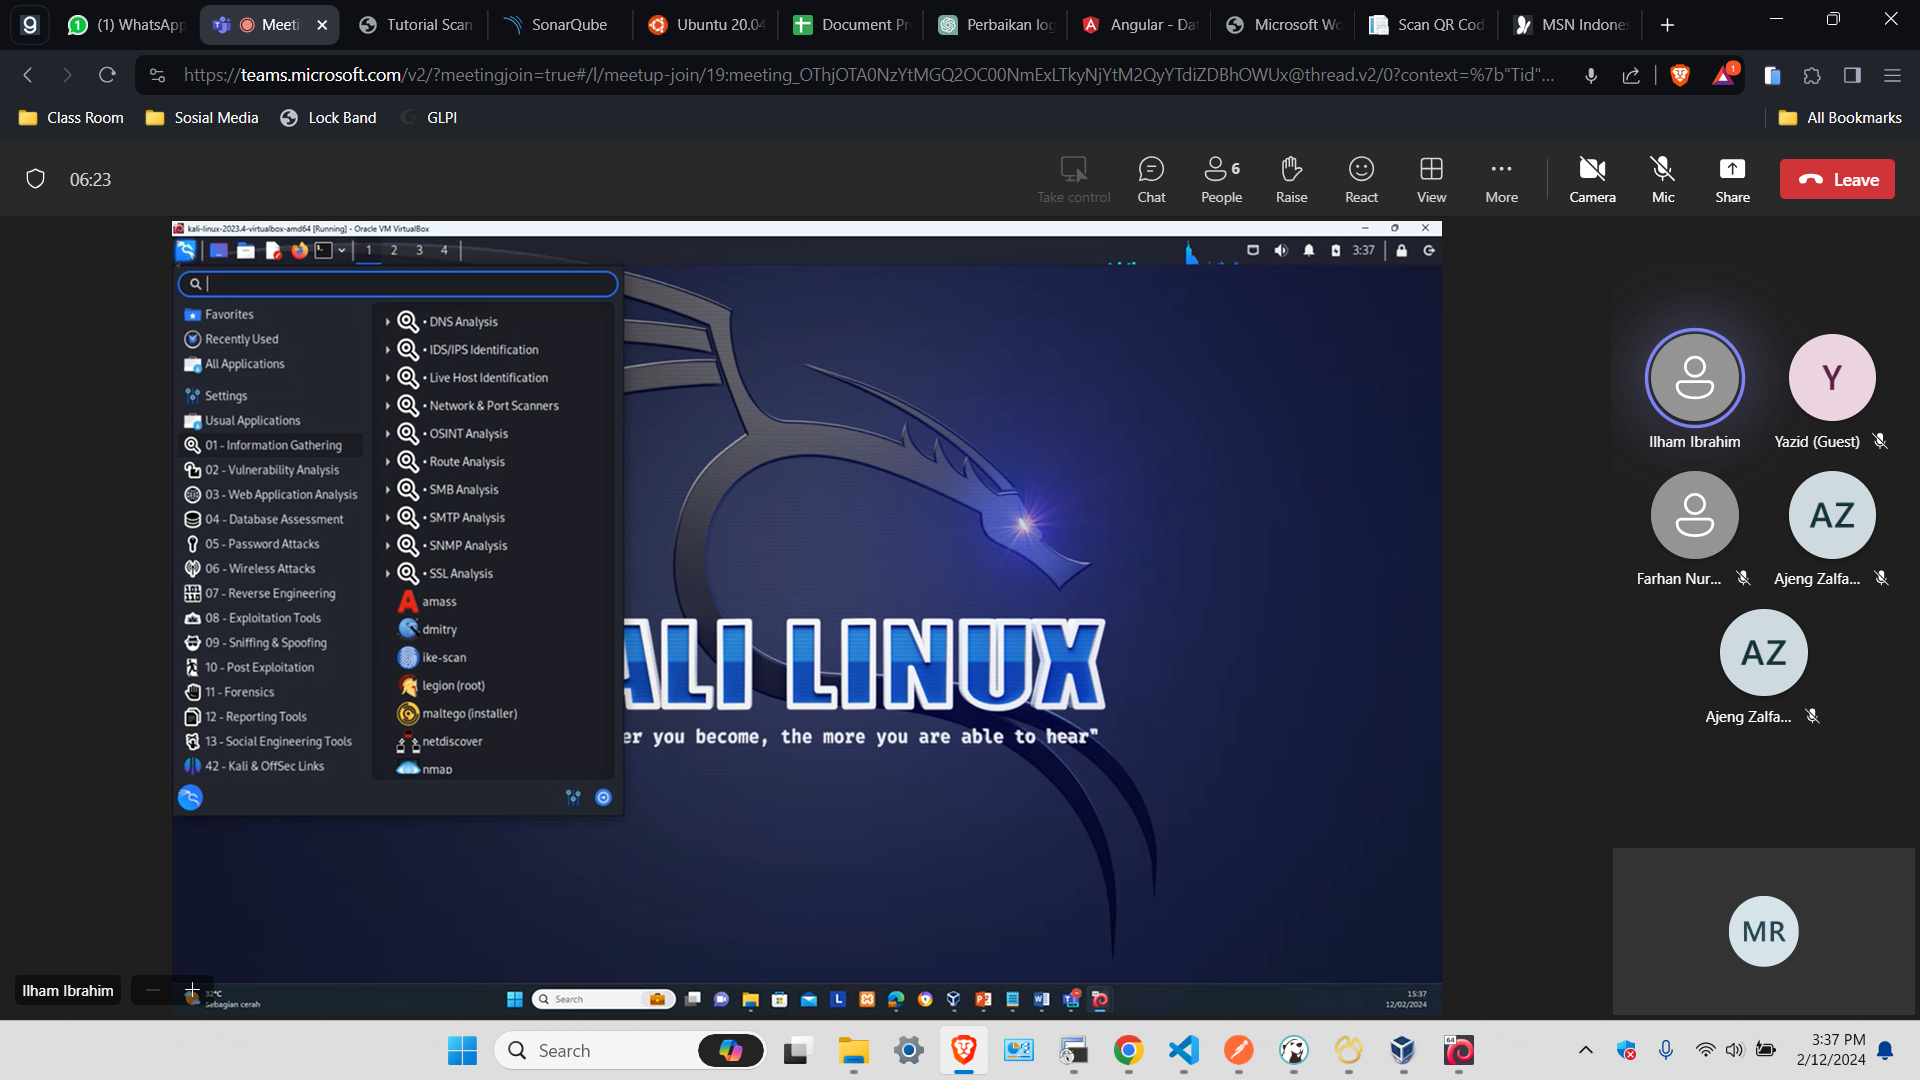 (1) WhatsApp
Meeti
Tutorial Scan
SonarQube
Ubuntu 20.04
Document Pr
Perbaikan log
Angular - Dat
Microsoft Wo
Scan QR Cod
MSN Indones
https://teams.microsoft.com/v2/?meetingjoin=true#/l/meetup-join/19:meeting_OThjOTA0NzYtMGQ2OC00NmExLTkyNjYtM2QyYTdiZDBhOWUx@thread.v2/0?context=%7b"Tid"...
1
Class Room
Sosial Media
Lock Band
GLPI
All Bookmarks
06:23
Take control
Chat
6
People
Raise
React
View
More
Camera
Mic
Share
Leave
kali-linux-2023.4-virtualbox-amd64 [Running] - Oracle VM VirtualBox
1 2 3 4
3:37
Favorites
Recently Used
All Applications
Settings
Usual Applications
01 - Information Gathering
02 - Vulnerability Analysis
03 - Web Application Analysis
04 - Database Assessment
05 - Password Attacks
06 - Wireless Attacks
07 - Reverse Engineering
08 - Exploitation Tools
09 - Sniffing & Spoofing
10 - Post Exploitation
11 - Forensics
12 - Reporting Tools
13 - Social Engineering Tools
42 - Kali & OffSec Links
• DNS Analysis
• IDS/IPS Identification
• Live Host Identification
• Network & Port Scanners
• OSINT Analysis
• Route Analysis
• SMB Analysis
• SMTP Analysis
• SNMP Analysis
• SSL Analysis
amass
dmitry
ike-scan
legion (root)
maltego (installer)
netdiscover
nmap
ALI LINUX
er you become, the more you are able to hear"
Ilham Ibrahim
Y
Yazid (Guest)
Farhan Nur...
AZ
Ajeng Zalfa...
AZ
Ajeng Zalfa...
MR
Ilham Ibrahim
32°C
Sebagian cerah
Search
15:37
12/02/2024
Search
64
3:37 PM
2/12/2024